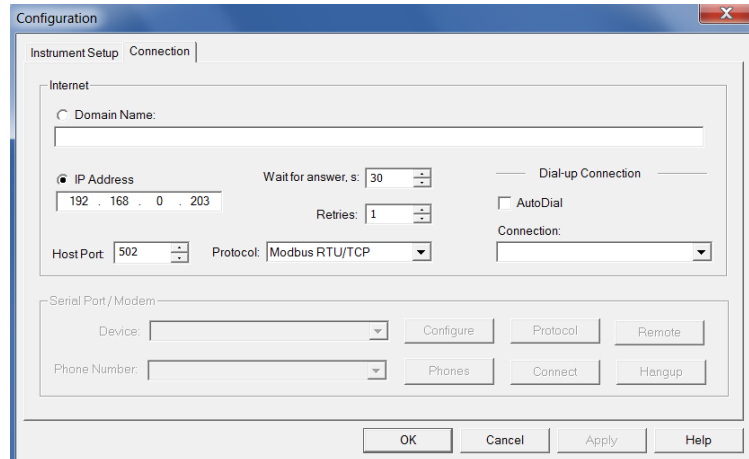 Configuration
Instrument Setup Connection
Internet
Domain Name:
IP Address
192 . 168 . 0 . 203
Wait for answer, s: 30
Retries: 1
Dial-up Connection
AutoDial
Connection:
Host Port: 502
Protocol: Modbus RTU/TCP
Serial Port / Modem
Device:
Configure Protocol Remote
Phone Number:
Phones Connect Hangup
OK Cancel Apply Help